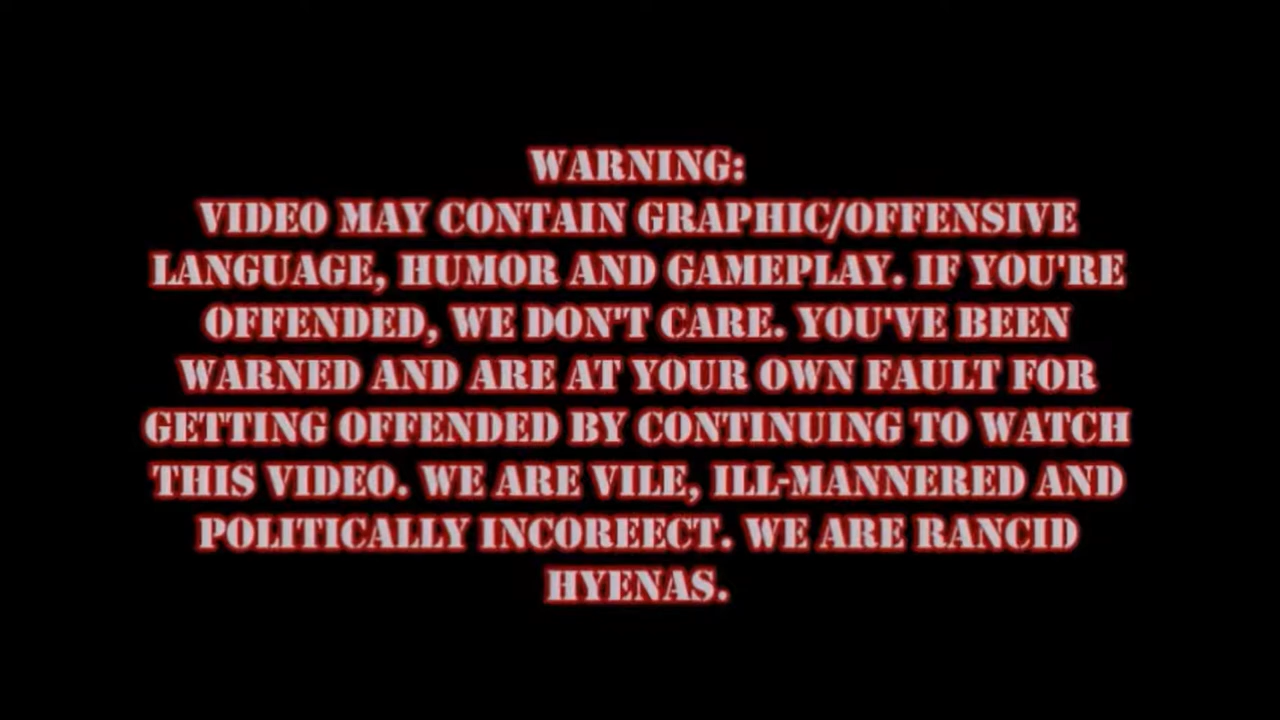 WARNING:
VIDEO MAY CONTAIN GRAPHIC/OFFENSIVE
LANGUAGE, HUMOR AND GAMEPLAY. IF YOU'RE
OFFENDED, WE DON'T CARE. YOU'VE BEEN
WARNED AND ARE AT YOUR OWN FAULT FOR
GETTING OFFENDED BY CONTINUING TO WATCH
THIS VIDEO. WE ARE VILE, ILL-MANNERED AND
POLITICALLY INCOREECT. WE ARE RANCID
HYENAS.